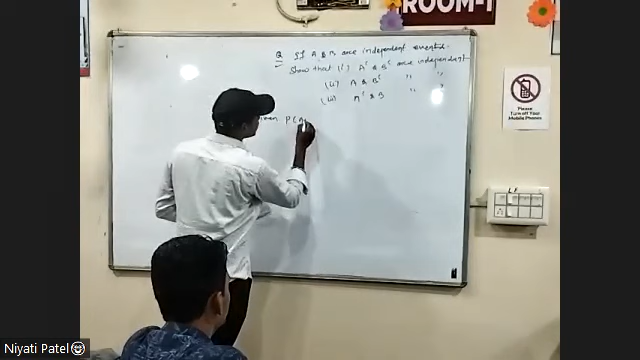 ROOM-1
Q If A & B are independent events.
Show that (i) A^c & B^c are independent
(ii) A & B^c " "
(iii) A^c & B " "
P(A
PLEASE
TURN OFF
YOUR
MOBILE
PHONES
Niyati Patel😊